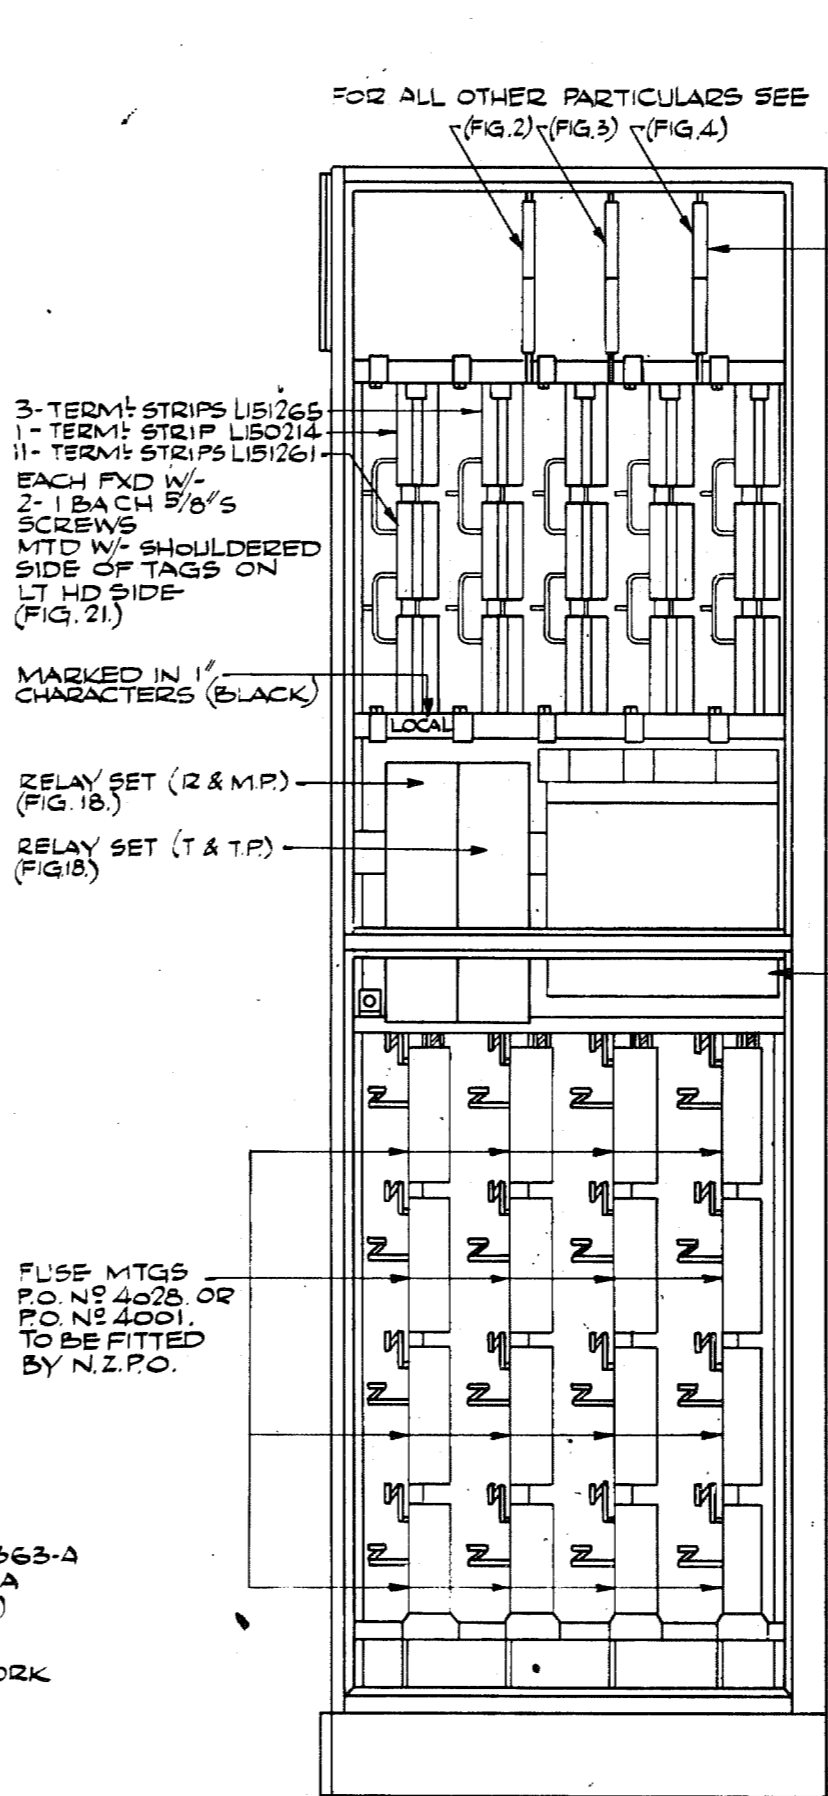 FOR ALL OTHER PARTICULARS SEE
(FIG.2) (FIG.3) (FIG.4)
3-TERML STRIPS L151265
1-TERML STRIP L150214
11-TERML STRIPS L151261
EACH FXD W/-
2- 1 BA CH 5/8"S
SCREWS
MTD W/- SHOULDERED
SIDE OF TAGS ON
LT HD SIDE
(FIG. 21.)
MARKED IN 1"
CHARACTERS (BLACK)
LOCAL
RELAY SET (R & M.P.)
(FIG. 18.)
RELAY SET (T & T.P.)
(FIG.18.)
FUSE MTGS
P.O. Nº 4028. OR
P.O. Nº 4001.
TO BE FITTED
BY N.Z.P.O.
363-A
A
)
ORK